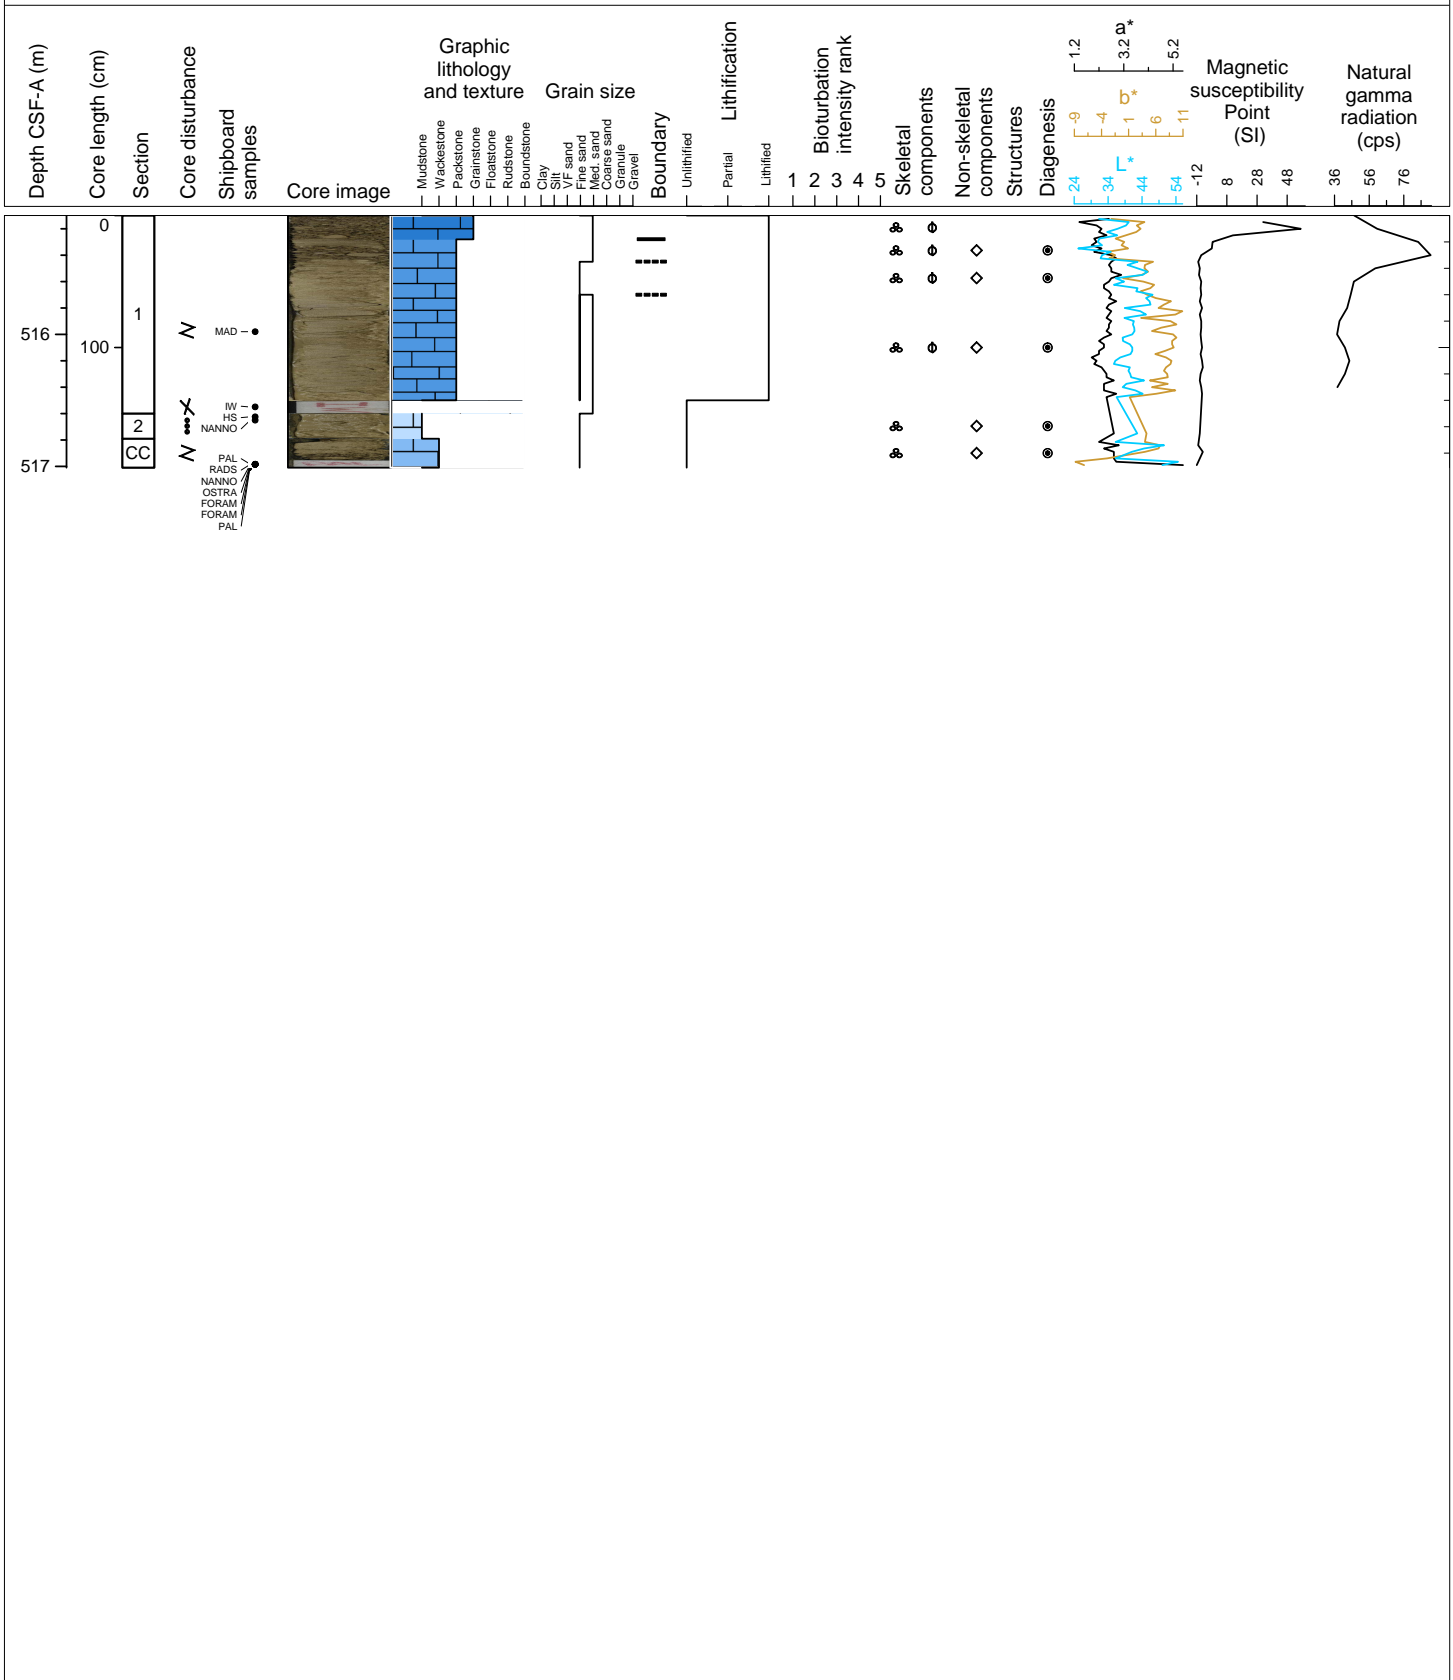 Depth CSF-A (m)
Core length (cm)
Section
Core disturbance
Shipboard
samples
Core image
Graphic
lithology
and texture
Mudstone
Wackestone
Packstone
Grainstone
Floatstone
Rudstone
Boundstone
Grain size
Clay
Silt
VF sand
Fine sand
Med. sand
Coarse sand
Granule
Gravel
Boundary
Lithification
Unlithified
Partial
Lithified
Bioturbation
intensity rank
1 2 3 4 5
Skeletal
components
Non-skeletal
components
Structures
Diagenesis
a*
1.2 3.2 5.2
b*
-9 -4 1 6 11
L*
24 34 44 54
Magnetic
susceptibility
Point
(SI)
-12 8 28 48
Natural
gamma
radiation
(cps)
36 56 76
0
1
516
MAD
100
IW
HS
2
NANNO
CC
PAL
517
RADS
NANNO
OSTRA
FORAM
FORAM
PAL